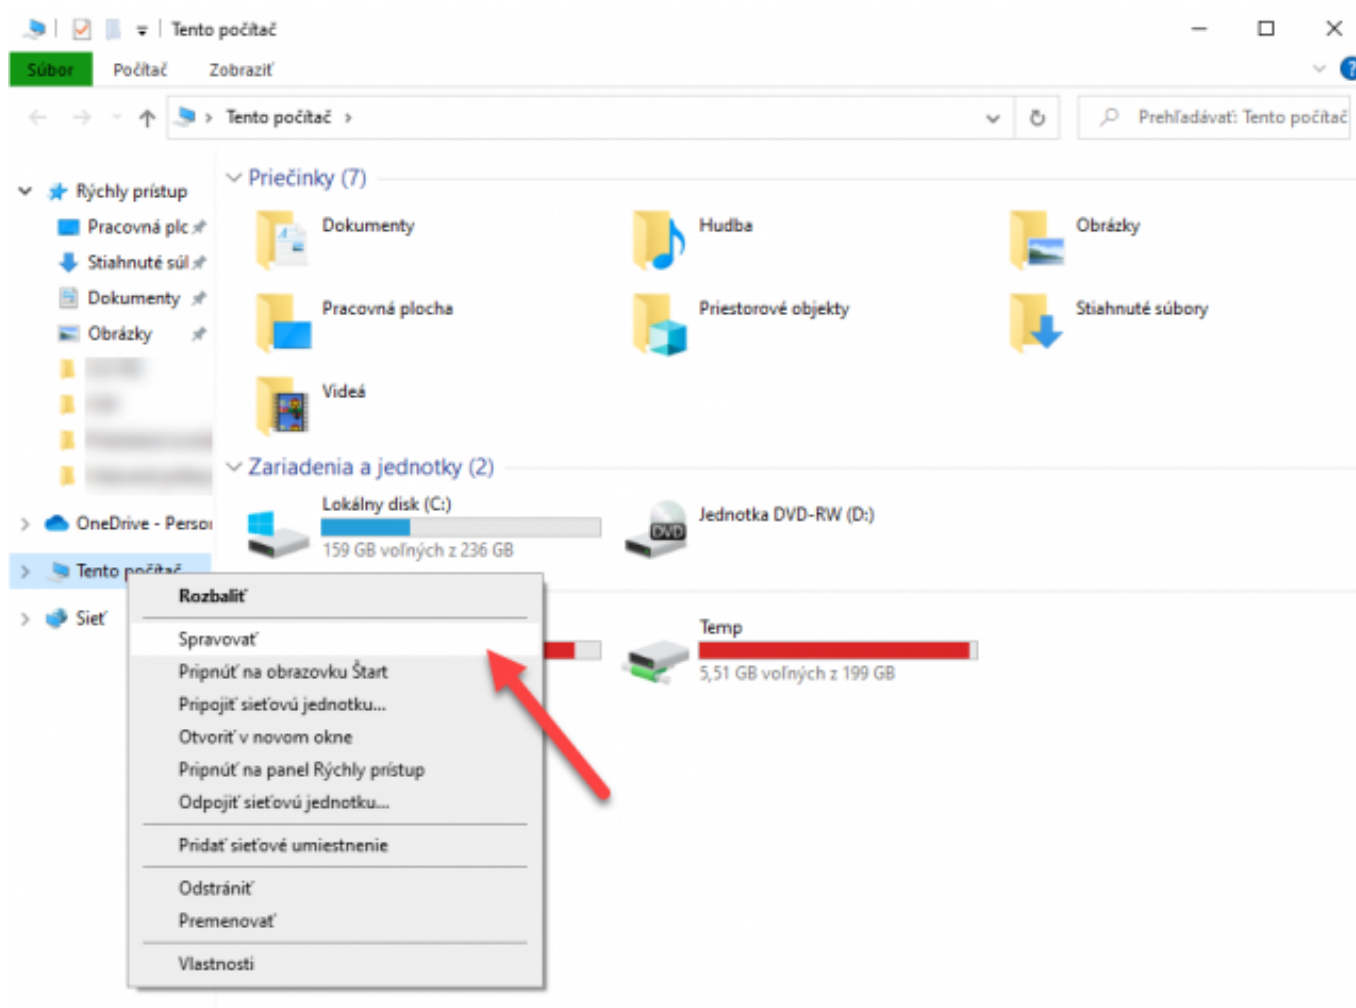 Tento počítač
Súbor Počítač Zobraziť
Tento počítač
Prehľadávať: Tento počítač
Rýchly prístup
Pracovná plc
Stiahnuté súl
Dokumenty
Obrázky
OneDrive - Person
Tento počítač
Sieť
Priečinky (7)
Dokumenty
Hudba
Obrázky
Pracovná plocha
Priestorové objekty
Stiahnuté súbory
Videá
Zariadenia a jednotky (2)
Lokálny disk (C:)
159 GB voľných z 236 GB
Jednotka DVD-RW (D:)
DVD
Temp
5,51 GB voľných z 199 GB
Rozbaliť
Spravovať
Pripnúť na obrazovku Štart
Pripojiť sieťovú jednotku...
Otvoriť v novom okne
Pripnúť na panel Rýchly prístup
Odpojiť sieťovú jednotku...
Pridať sieťové umiestnenie
Odstrániť
Premenovať
Vlastnosti